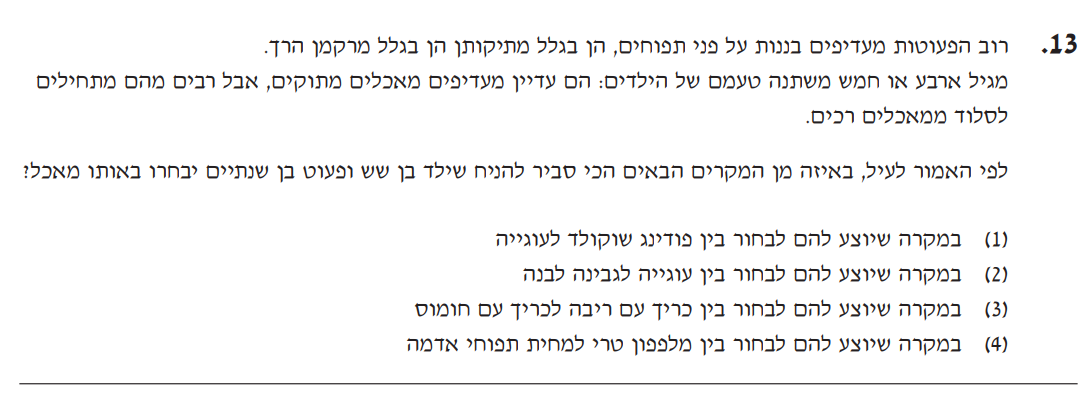 13. רוב הפעוטות מעדיפים בננות על פני תפוחים, הן בגלל מתיקותן הן בגלל מרקמן הרך.
מגיל ארבע או חמש משתנה טעמם של הילדים: הם עדיין מעדיפים מאכלים מתוקים, אבל רבים מהם מתחילים
לסלוד ממאכלים רכים.
לפי האמור לעיל, באיזה מן המקרים הבאים הכי סביר להניח שילד בן שש ופעוט בן שנתיים יבחרו באותו מאכל?
(1) במקרה שיוצע להם לבחור בין פודינג שוקולד לעוגייה
(2) במקרה שיוצע להם לבחור בין עוגייה לגבינה לבנה
(3) במקרה שיוצע להם לבחור בין כריך עם ריבה לכריך עם חומוס
(4) במקרה שיוצע להם לבחור בין מלפפון טרי למחית תפוחי אדמה